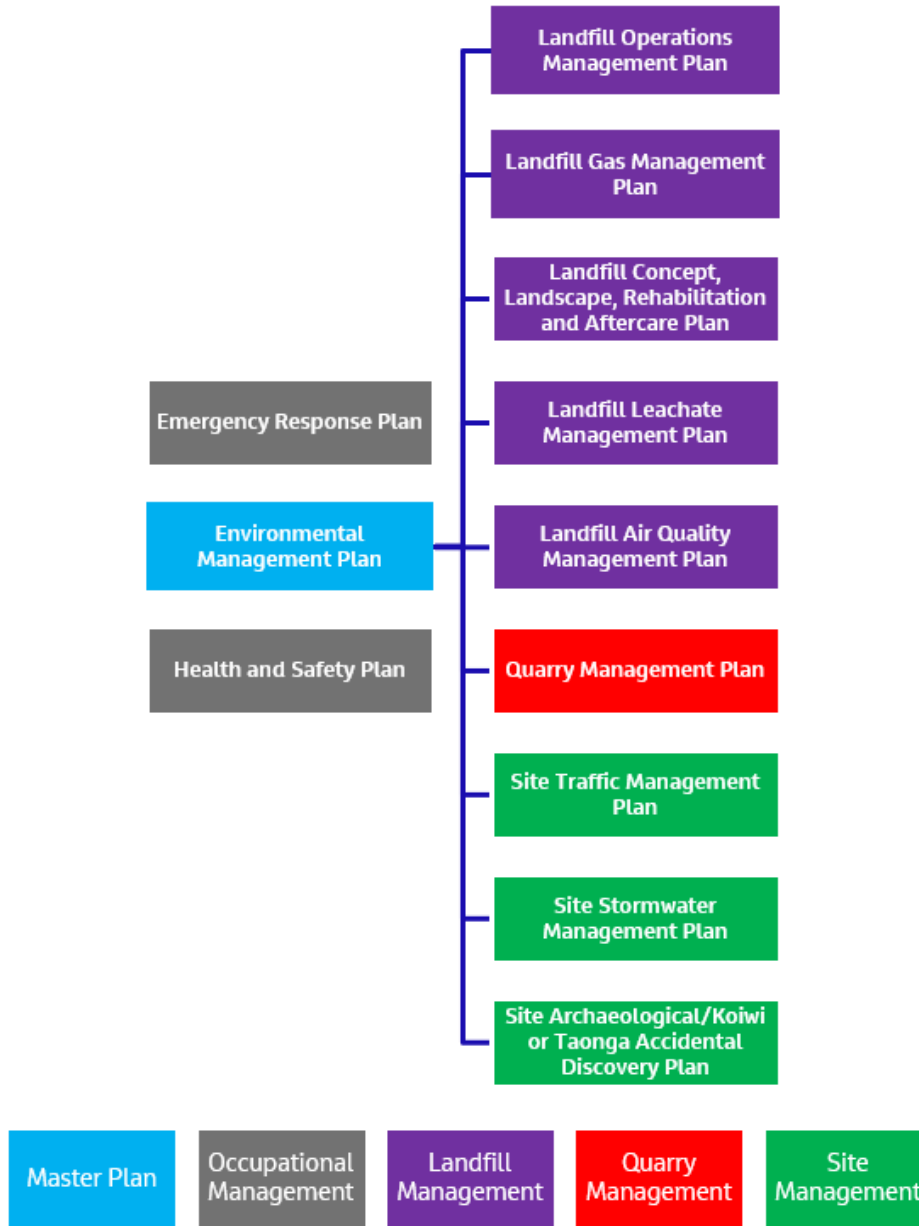 Landfill Operations
Management Plan
Landfill Gas Management
Plan
Landfill Concept,
Landscape, Rehabilitation
and Aftercare Plan
Emergency Response Plan
Landfill Leachate
Management Plan
Environmental
Management Plan
Landfill Air Quality
Management Plan
Health and Safety Plan
Quarry Management Plan
Site Traffic Management
Plan
Site Stormwater
Management Plan
Site Archaeological/Koiwi
or Taonga Accidental
Discovery Plan
Master Plan
Occupational
Management
Landfill
Management
Quarry
Management
Site
Management